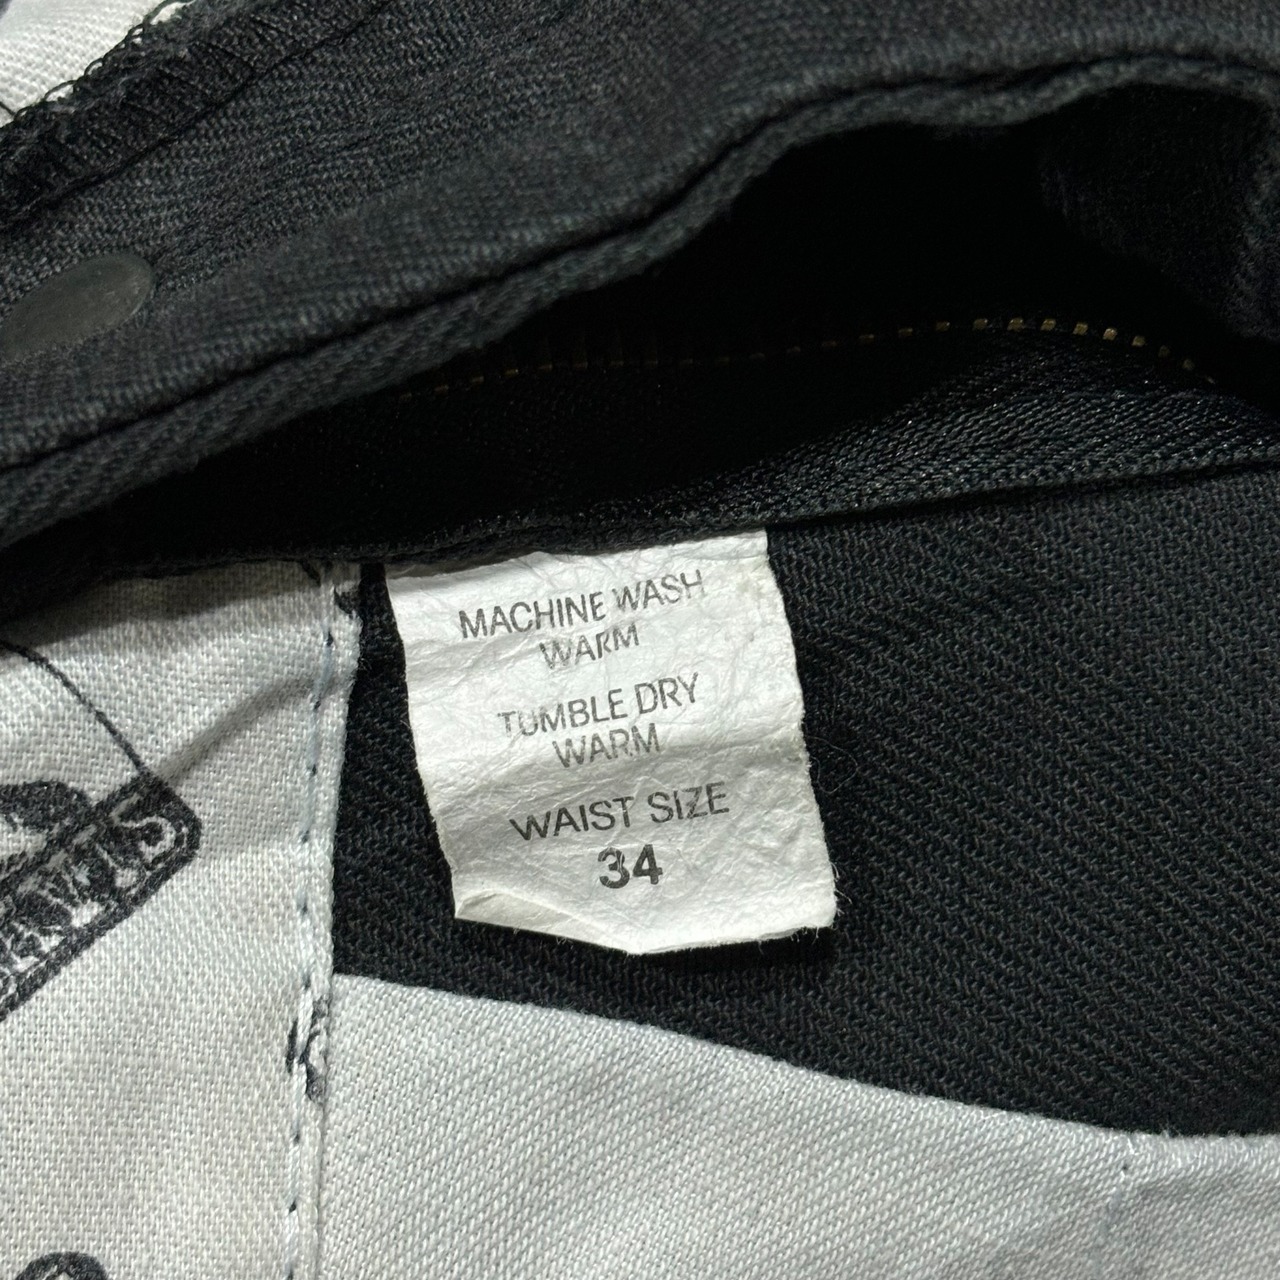 MACHINE WASH
WARM
TUMBLE DRY
WARM
WAIST SIZE
34